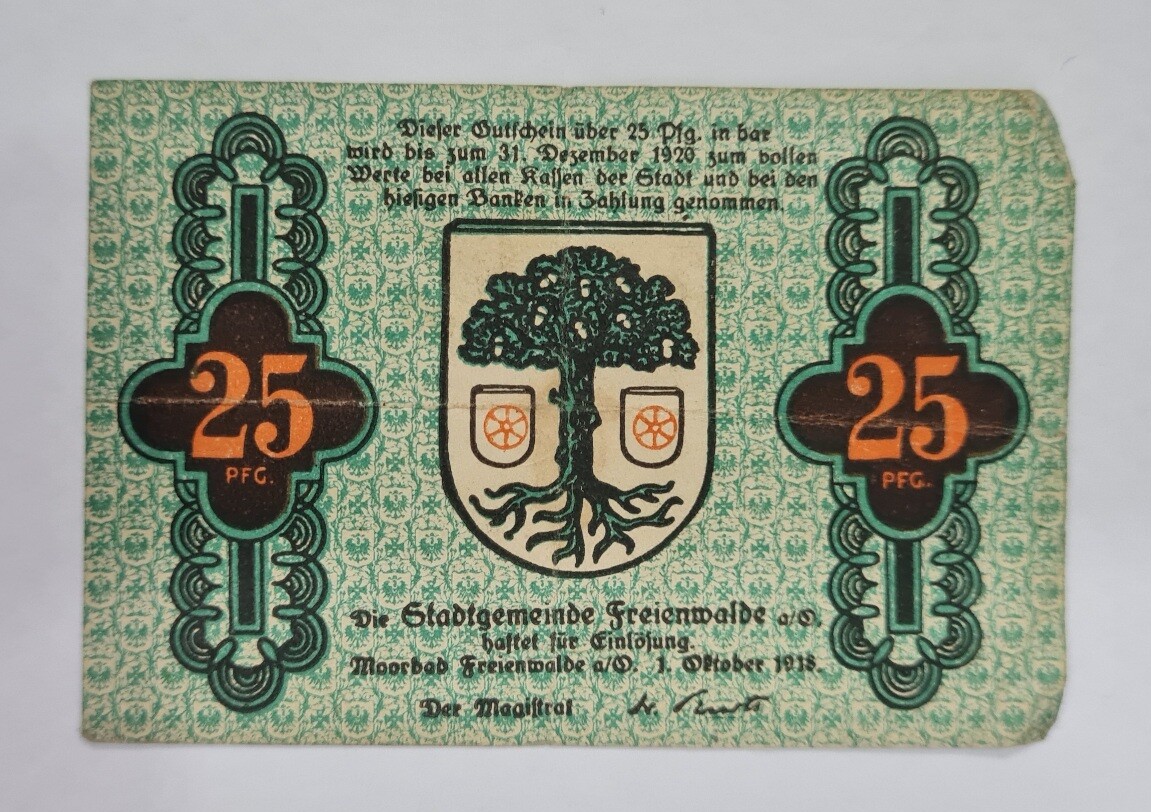 Dieser Gutschein über 25 Pfg. in bar
wird bis zum 31. Dezember 1920 zum vollen
Werte bei allen Kassen der Stadt und bei den
hiesigen Banken in Zahlung genommen.
25
PFG.
25
PFG.
Die Stadtgemeinde Freienwalde a/O.
haftet für Einlösung.
Moorbad Freienwalde a/O. 1. Oktober 1918.
Der Magistrat